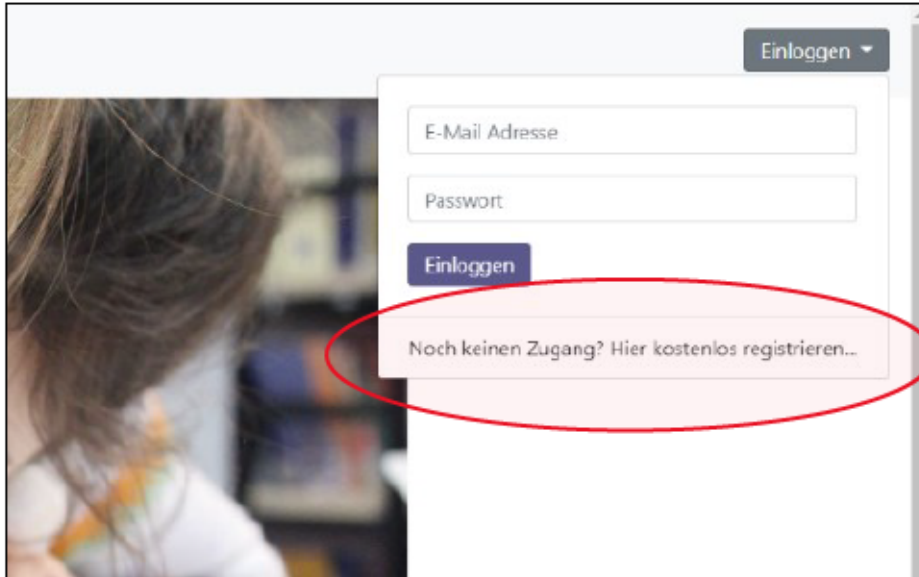 Einloggen
E-Mail Adresse
Passwort
Einloggen
Noch keinen Zugang? Hier kostenlos registrieren...